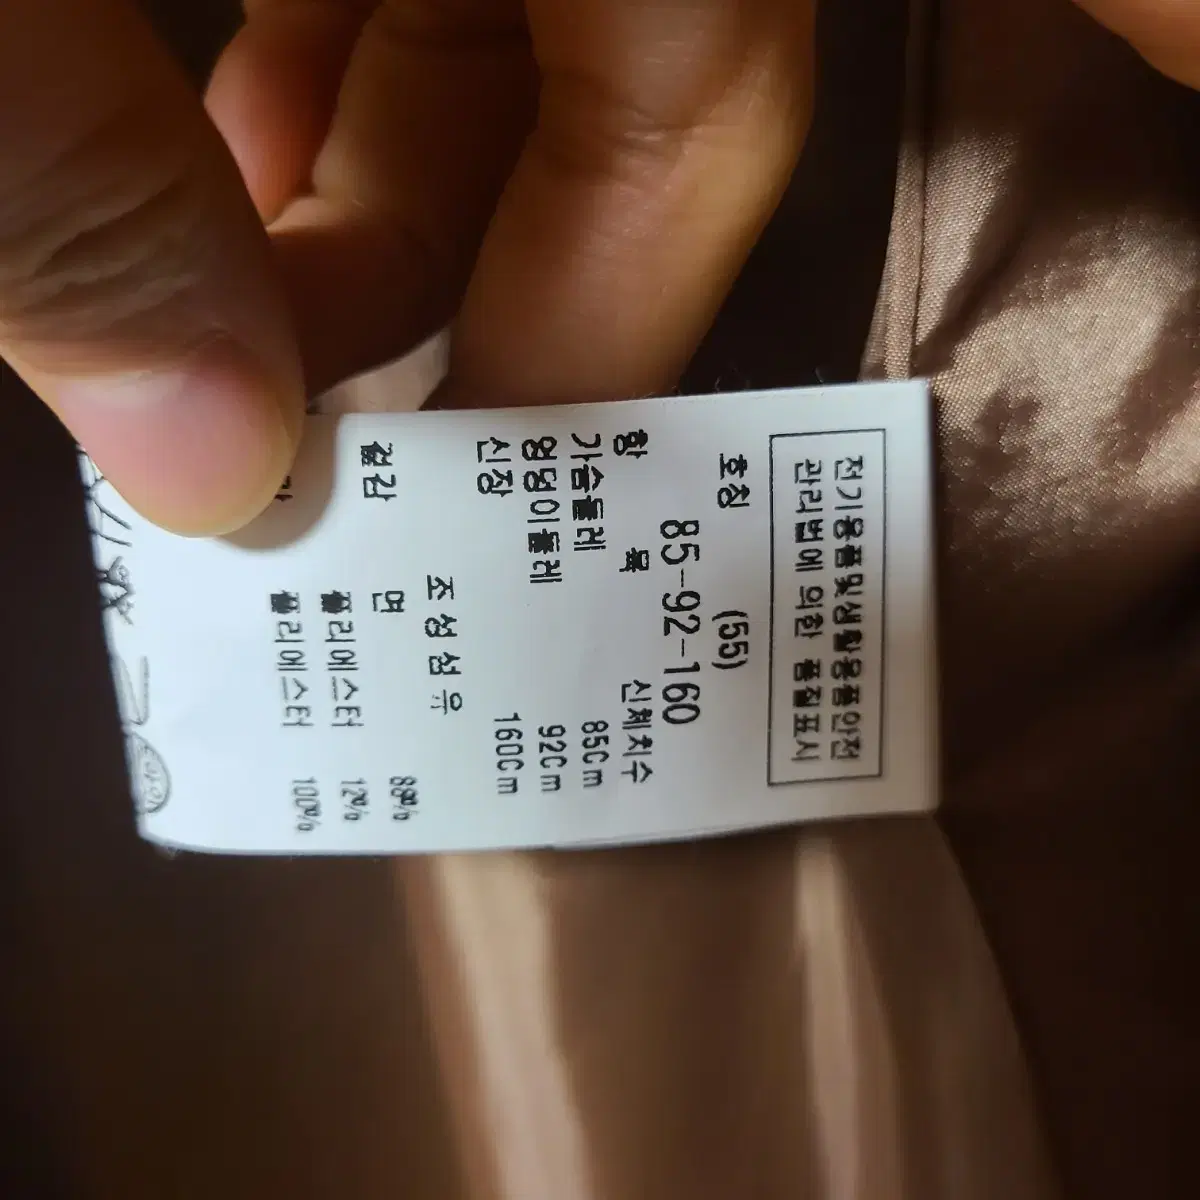 전기용품및생활용품안전
관리법에 의한 품질표시
호칭 (55)
85-92-160
항 목 신체치수
가슴둘레 85Cm
엉덩이둘레 92Cm
신장 160Cm
조성섬유
겉감 면 88%
폴리에스터 12%
폴리에스터 100%